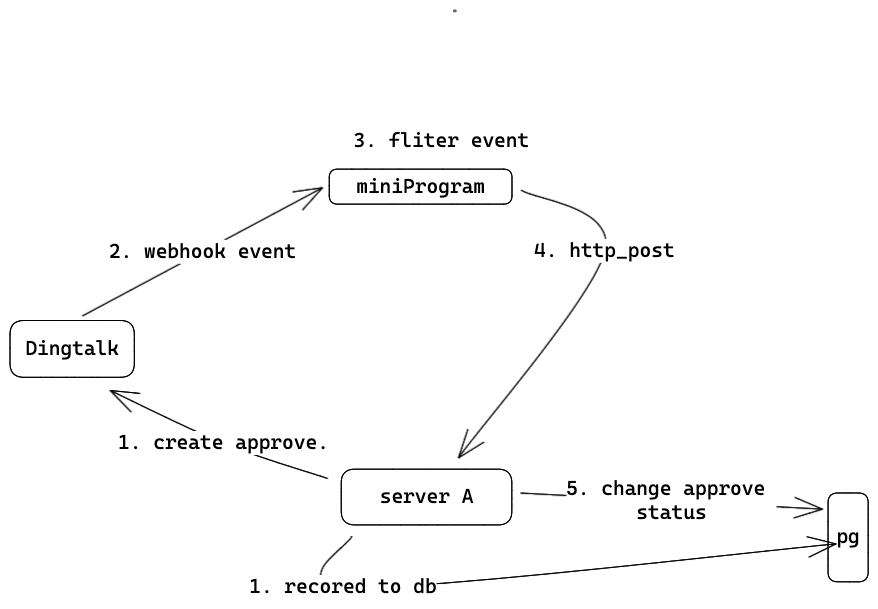 3. fliter event
miniProgram
2. webhook event
4. http_post
Dingtalk
1. create approve.
server A
5. change approve
status
pg
1. recored to db